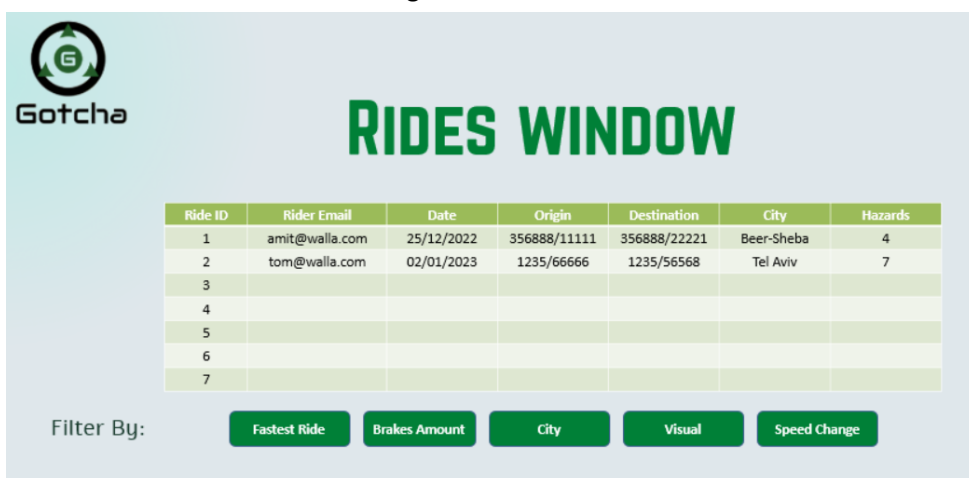 G
Gotcha
RIDES WINDOW
Ride ID Rider Email Date Origin Destination City Hazards
1 amit@walla.com 25/12/2022 356888/11111 356888/22221 Beer-Sheba 4
2 tom@walla.com 02/01/2023 1235/66666 1235/56568 Tel Aviv 7
3
4
5
6
7
Filter By: Fastest Ride Brakes Amount City Visual Speed Change